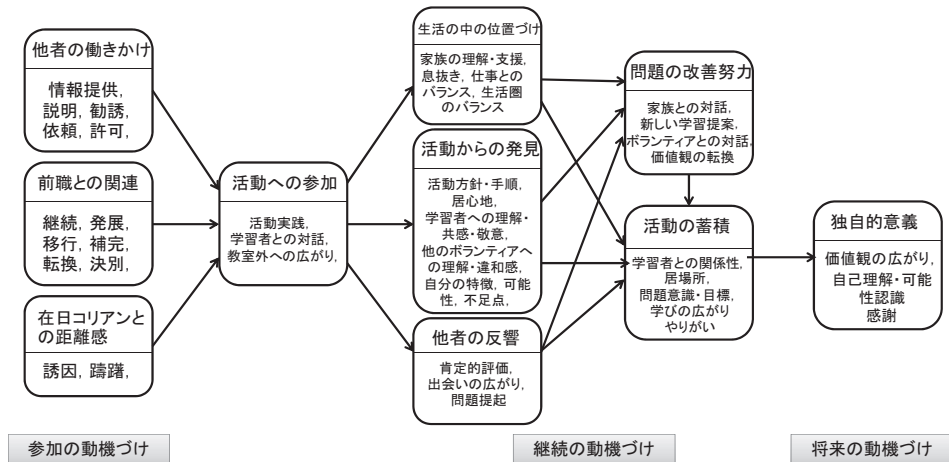 他者の働きかけ
情報提供,
説明, 勧誘,
依頼, 許可,
前職との関連
継続, 発展,
移行, 補完,
転換, 決別,
在日コリアンと
の距離感
誘因, 躊躇,
活動への参加
活動実践,
学習者との対話,
教室外への広がり,
生活の中の位置づけ
家族の理解・支援,
息抜き, 仕事との
バランス, 生活圏
のバランス
活動からの発見
活動方針・手順,
居心地,
学習者への理解・
共感・敬意,
他のボランティアへ
の理解・違和感,
自分の特徴, 可能
性, 不足点,
他者の反響
肯定的評価,
出会いの広がり,
問題提起
問題の改善努力
家族との対話,
新しい学習提案,
ボランティアとの対話,
価値観の転換
活動の蓄積
学習者との関係性,
居場所,
問題意識・目標,
学びの広がり
やりがい
独自的意義
価値観の広がり,
自己理解・可能
性認識
感謝
参加の動機づけ
継続の動機づけ
将来の動機づけ